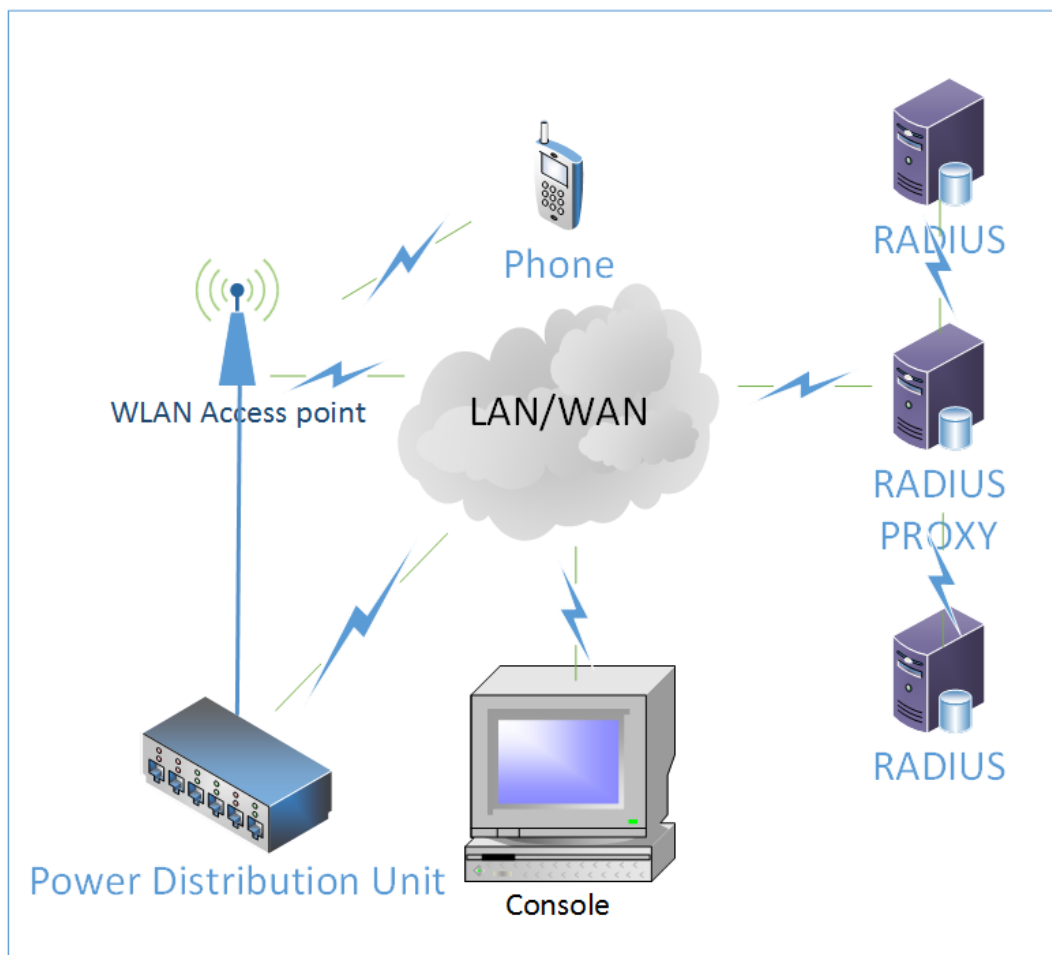 RADIUS
Phone
WLAN Access point
LAN/WAN
RADIUS
PROXY
RADIUS
Power Distribution Unit
Console